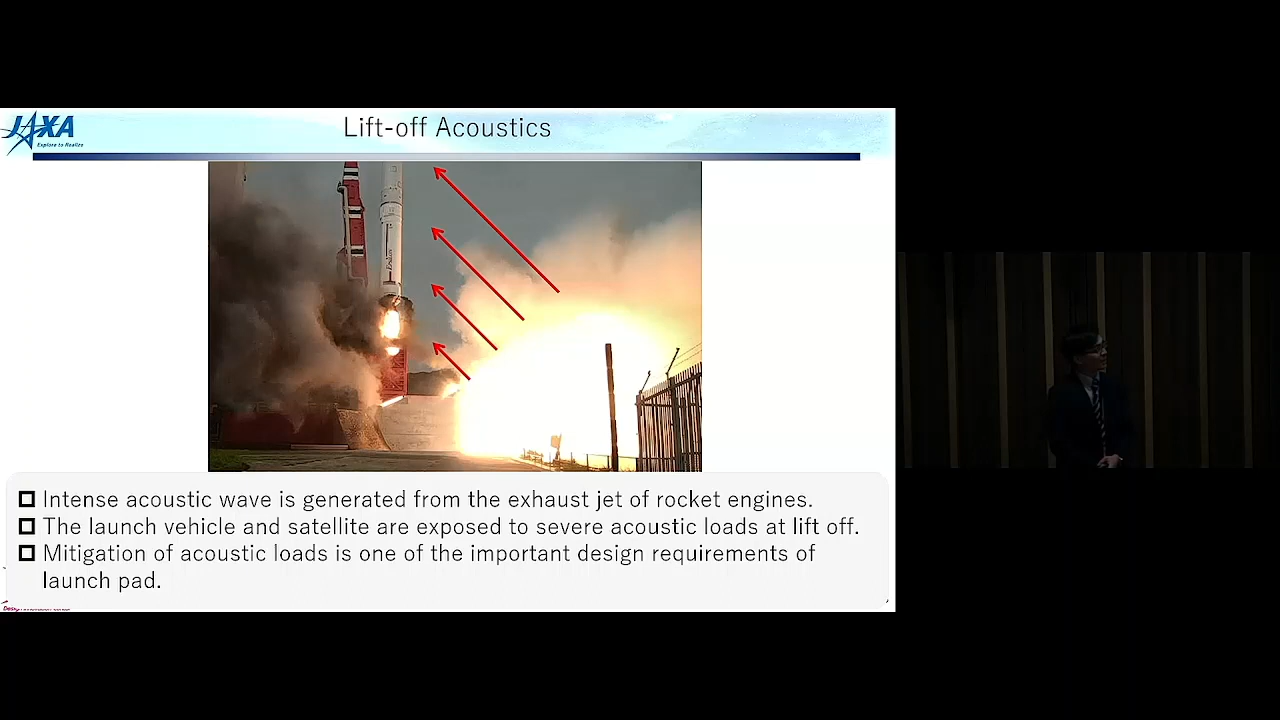 JAXA
Explore to Realize
Lift-off Acoustics
Intense acoustic wave is generated from the exhaust jet of rocket engines.
The launch vehicle and satellite are exposed to severe acoustic loads at lift off.
Mitigation of acoustic loads is one of the important design requirements of
launch pad.